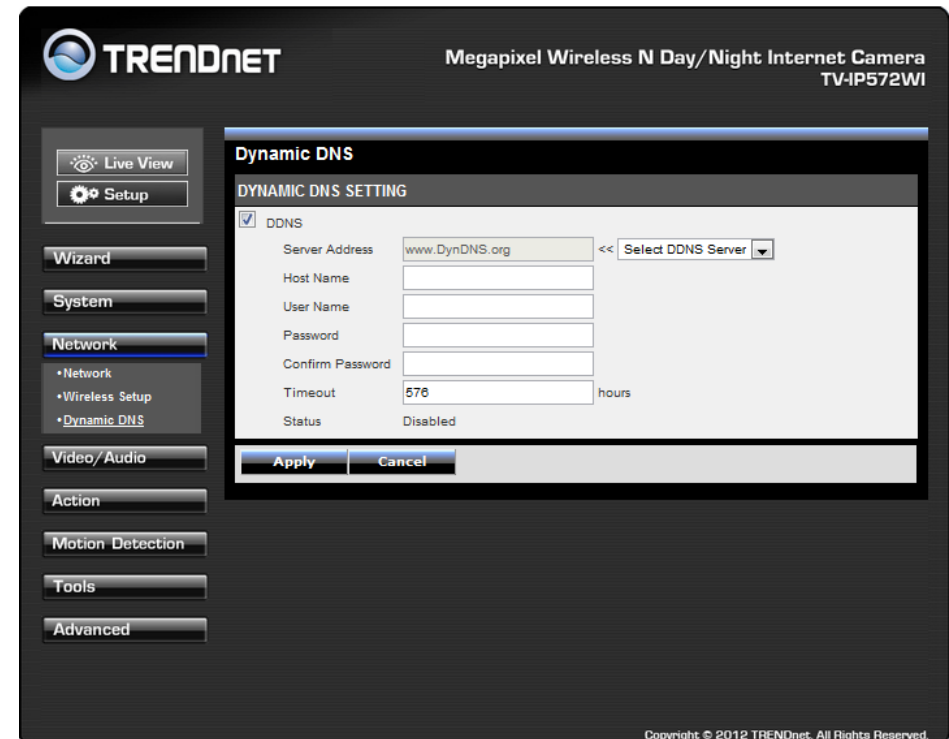 TRENDNET
Megapixel Wireless N Day/Night Internet Camera
TV-IP572WI
Live View
Setup
Wizard
System
Network
•Network
•Wireless Setup
•Dynamic DNS
Video/Audio
Action
Motion Detection
Tools
Advanced
Dynamic DNS
DYNAMIC DNS SETTING
DDNS
Server Address www.DynDNS.org << Select DDNS Server
Host Name
User Name
Password
Confirm Password
Timeout 576 hours
Status Disabled
Apply Cancel
Copyright © 2012 TRENDnet. All Rights Reserved.